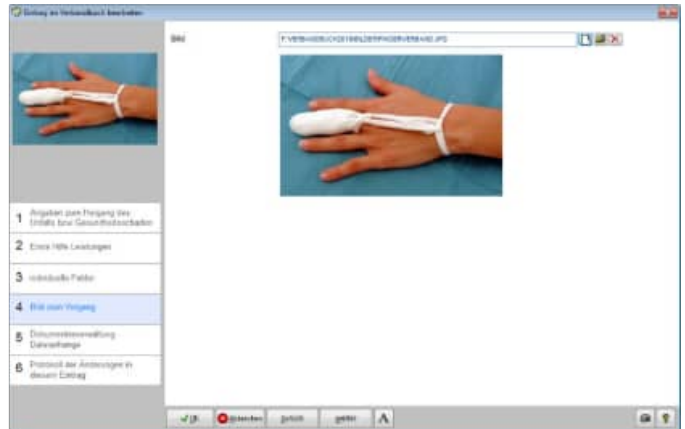 Eintrag im Verbandbuch bearbeiten
Bild
1 Angaben zum Hergang des
Unfalls bzw. Gesundheitsschaden
2 Erste Hilfe Leistungen
3 individuelle Felder
4 Bild zum Vorgang
5 Dokumentenverwaltung
Dateianhänge
6 Protokoll der Änderungen in
diesem Eintrag
OK
Abbrechen
zurück
weiter
A